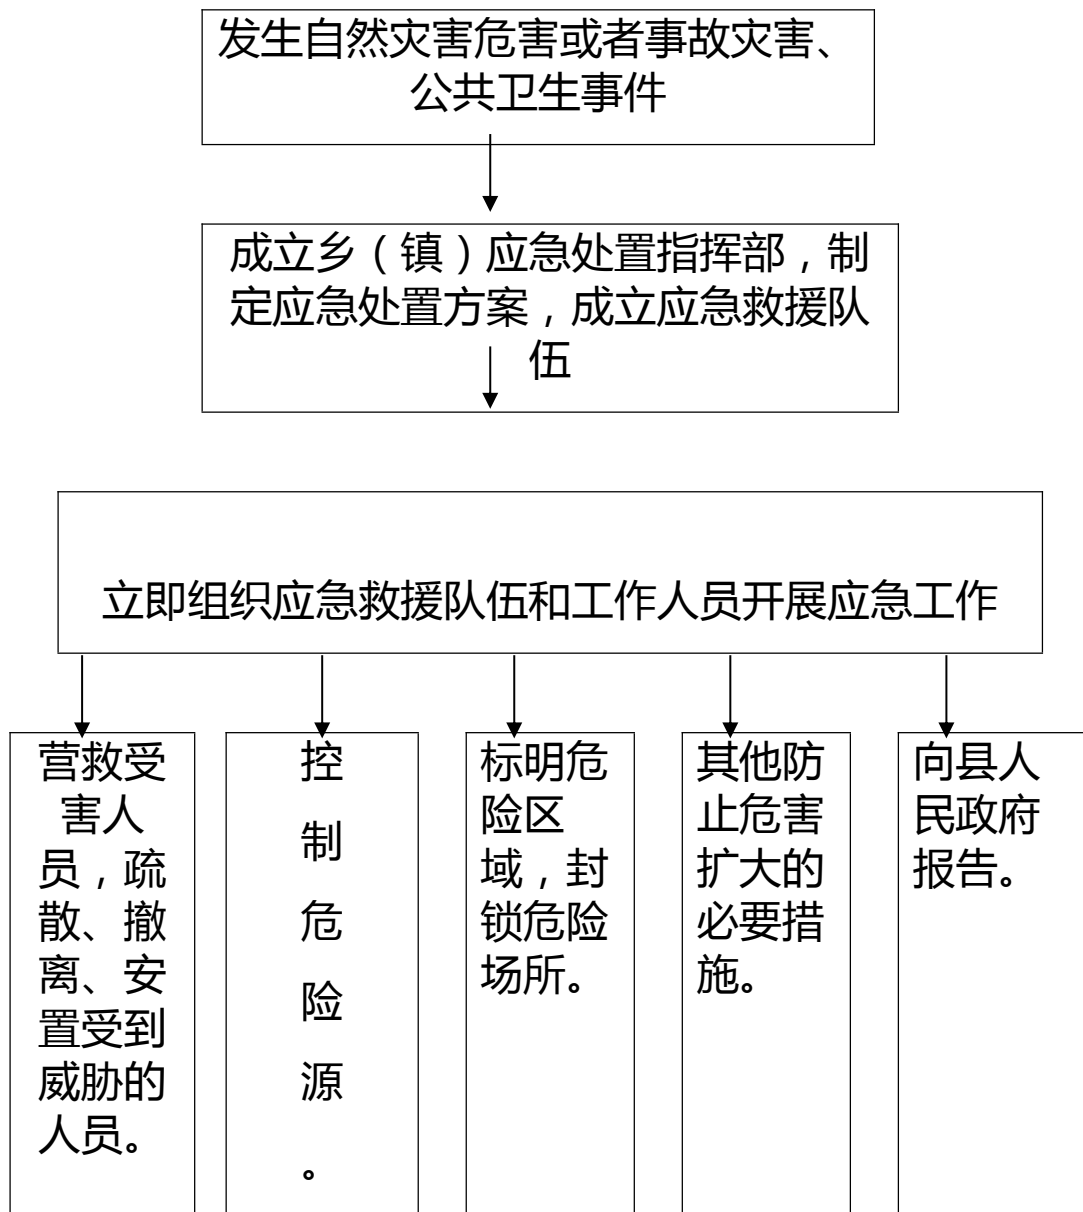 发生自然灾害危害或者事故灾害、
公共卫生事件
成立乡（镇）应急处置指挥部，制
定应急处置方案，成立应急救援队
伍
立即组织应急救援队伍和工作人员开展应急工作
营救受
害人
员，疏
散、撤
离、安
置受到
威胁的
人员。
控
制
危
险
源
。
标明危
险区
域，封
锁危险
场所。
其他防
止危害
扩大的
必要措
施。
向县人
民政府
报告。